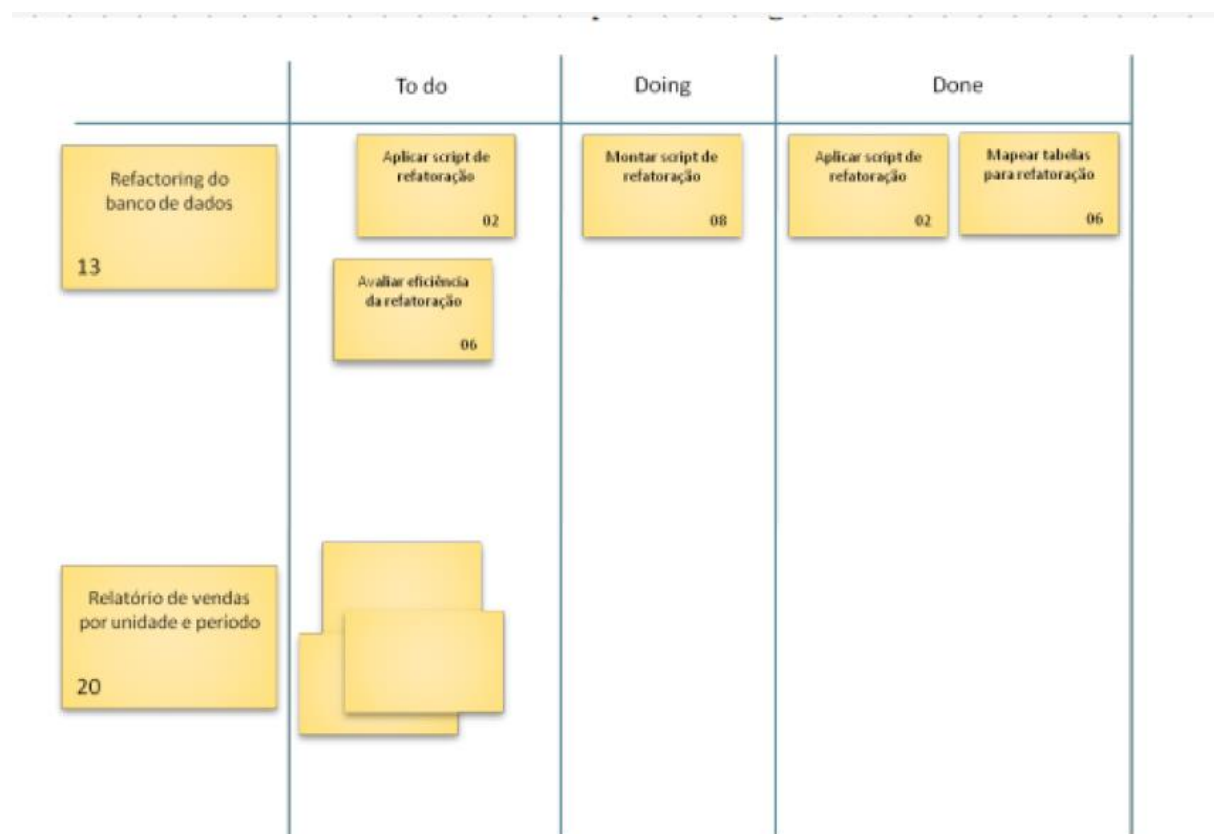 To do
Doing
Done
Refactoring do
banco de dados
13
Aplicar script de
refatoração
02
Avaliar eficiência
da refatoração
06
Montar script de
refatoração
08
Aplicar script de
refatoração
02
Mapear tabelas
para refatoração
06
Relatório de vendas
por unidade e periodo
20